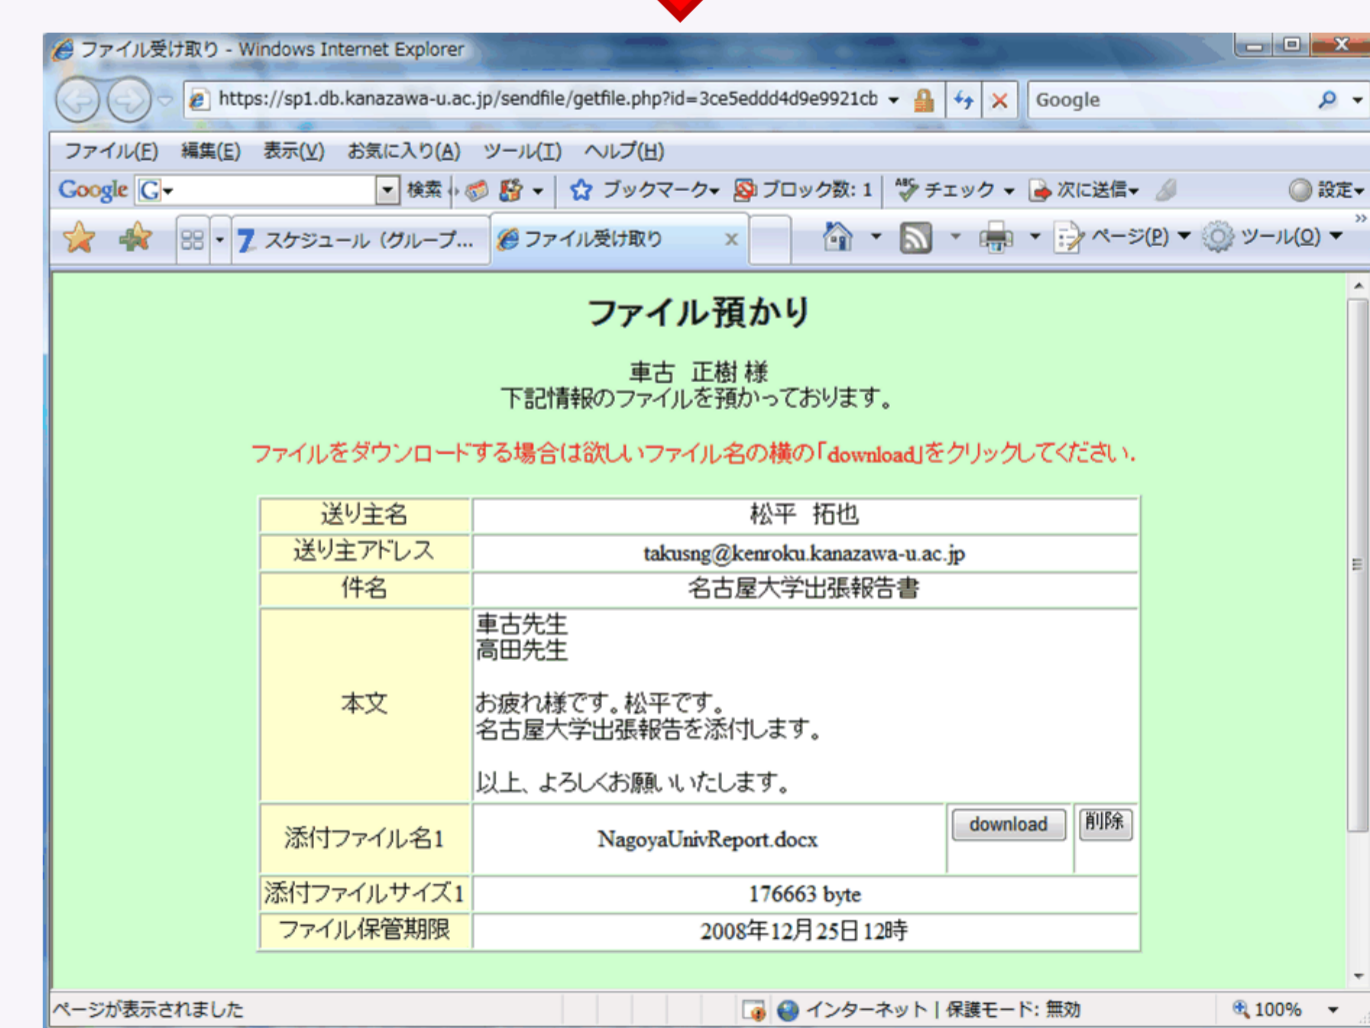 ファイル受け取り - Windows Internet Explorer
https://sp1.db.kanazawa-u.ac.jp/sendfile/getfile.php?id=3ce5eddd4d9e9921cb
Google
ファイル(F) 編集(E) 表示(V) お気に入り(A) ツール(T) ヘルプ(H)
Google G 検索 ブックマーク ブロック数: 1 ABC チェック 次に送信 設定
スケジュール（グループ... ファイル受け取り x ページ(P) ツール(O) »
ファイル預かり
車古 正樹 様
下記情報のファイルを預かっております。
ファイルをダウンロードする場合は欲しいファイル名の横の「download」をクリックしてください.
送り主名 松平 拓也
送り主アドレス takusng@kenroku.kanazawa-u.ac.jp
件名 名古屋大学出張報告書
本文
車古先生
高田先生
お疲れ様です。松平です。
名古屋大学出張報告を添付します。
以上、よろしくお願いいたします。
添付ファイル名1 NagoyaUnivReport.docx download 削除
添付ファイルサイズ1 176663 byte
ファイル保管期限 2008年12月25日12時
ページが表示されました インターネット | 保護モード: 無効 100%